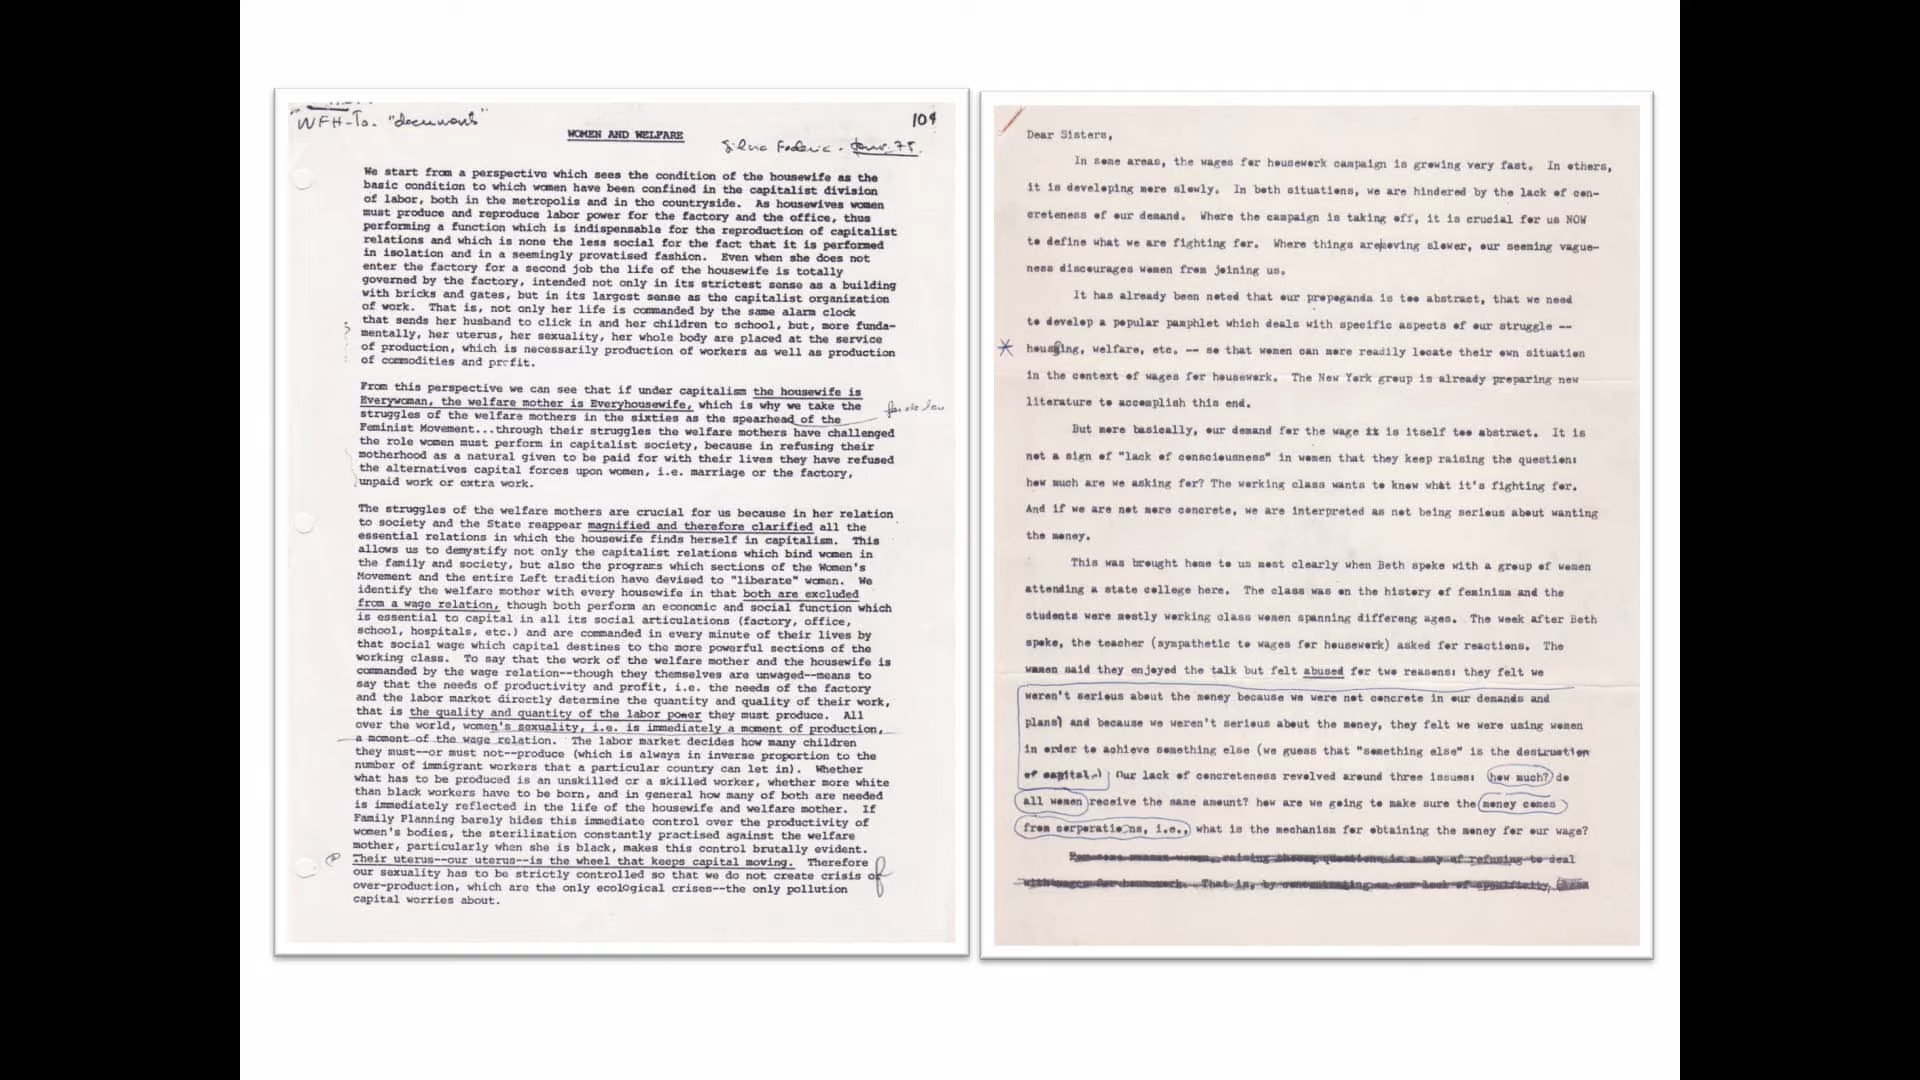 WFH-To. "documents"
104
WOMEN AND WELFARE
Silvia Federici. Janv. 75.
We start from a perspective which sees the condition of the housewife as the
basic condition to which women have been confined in the capitalist division
of labor, both in the metropolis and in the countryside. As housewives women
must produce and reproduce labor power for the factory and the office, thus
performing a function which is indispensable for the reproduction of capitalist
relations and which is none the less social for the fact that it is performed
in isolation and in a seemingly provatised fashion. Even when she does not
enter the factory for a second job the life of the housewife is totally
governed by the factory, intended not only in its strictest sense as a building
with bricks and gates, but in its largest sense as the capitalist organization
of work. That is, not only her life is commanded by the same alarm clock
that sends her husband to click in and her children to school, but, more funda-
mentally, her uterus, her sexuality, her whole body are placed at the service
of production, which is necessarily production of workers as well as production
of commodities and profit.
From this perspective we can see that if under capitalism the housewife is
Everywoman, the welfare mother is Everyhousewife, which is why we take the
struggles of the welfare mothers in the sixties as the spearhead of the
Feminist Movement...through their struggles the welfare mothers have challenged
the role women must perform in capitalist society, because in refusing their
motherhood as a natural given to be paid for with their lives they have refused
the alternatives capital forces upon women, i.e. marriage or the factory,
unpaid work or extra work.
The struggles of the welfare mothers are crucial for us because in her relation
to society and the State reappear magnified and therefore clarified all the
essential relations in which the housewife finds herself in capitalism. This
allows us to demystify not only the capitalist relations which bind women in
the family and society, but also the programs which sections of the Women's
Movement and the entire Left tradition have devised to "liberate" women. We
identify the welfare mother with every housewife in that both are excluded
from a wage relation, though both perform an economic and social function which
is essential to capital in all its social articulations (factory, office,
school, hospitals, etc.) and are commanded in every minute of their lives by
that social wage which capital destines to the more powerful sections of the
working class. To say that the work of the welfare mother and the housewife is
commanded by the wage relation--though they themselves are unwaged--means to
say that the needs of productivity and profit, i.e. the needs of the factory
and the labor market directly determine the quantity and quality of their work,
that is the quality and quantity of the labor power they must produce. All
over the world, women's sexuality, i.e. is immediately a moment of production,
a moment of the wage relation. The labor market decides how many children
they must--or must not--produce (which is always in inverse proportion to the
number of immigrant workers that a particular country can let in). Whether
what has to be produced is an unskilled or a skilled worker, whether more white
than black workers have to be born, and in general how many of both are needed
is immediately reflected in the life of the housewife and welfare mother. If
Family Planning barely hides this immediate control over the productivity of
women's bodies, the sterilization constantly practised against the welfare
mother, particularly when she is black, makes this control brutally evident.
Their uterus--our uterus--is the wheel that keeps capital moving. Therefore
our sexuality has to be strictly controlled so that we do not create crisis of
over-production, which are the only ecological crises--the only pollution
capital worries about.
Dear Sisters,
In some areas, the wages for housework campaign is growing very fast. In others,
it is developing more slowly. In both situations, we are hindered by the lack of con-
creteness of our demand. Where the campaign is taking off, it is crucial for us NOW
to define what we are fighting for. Where things are moving slower, our seeming vague-
ness discourages women from joining us.
It has already been noted that our propaganda is too abstract, that we need
to develop a popular pamphlet which deals with specific aspects of our struggle --
housing, welfare, etc. -- so that women can more readily locate their own situation
in the context of wages for housework. The New York group is already preparing new
literature to accomplish this end.
But more basically, our demand for the wage is itself too abstract. It is
not a sign of "lack of consciousness" in women that they keep raising the question:
how much are we asking for? The working class wants to know what it's fighting for.
And if we are not more concrete, we are interpreted as not being serious about wanting
the money.
This was brought home to us most clearly when Beth spoke with a group of women
attending a state college here. The class was on the history of feminism and the
students were mostly working class women spanning differeng ages. The week after Beth
spoke, the teacher (sympathetic to wages for housework) asked for reactions. The
women said they enjoyed the talk but felt abused for two reasons: they felt we
weren't serious about the money because we were not concrete in our demands and
plans) and because we weren't serious about the money, they felt we were using women
in order to achieve something else (we guess that "something else" is the destruction
of capital.) Our lack of concreteness revolved around three issues: how much? do
all women receive the same amount? how are we going to make sure the money comes
from corporations, i.e., what is the mechanism for obtaining the money for our wage?
women, raising these questions is a way of refusing to deal
with wages for housework. That is, by concentrating on our lack of specificity,